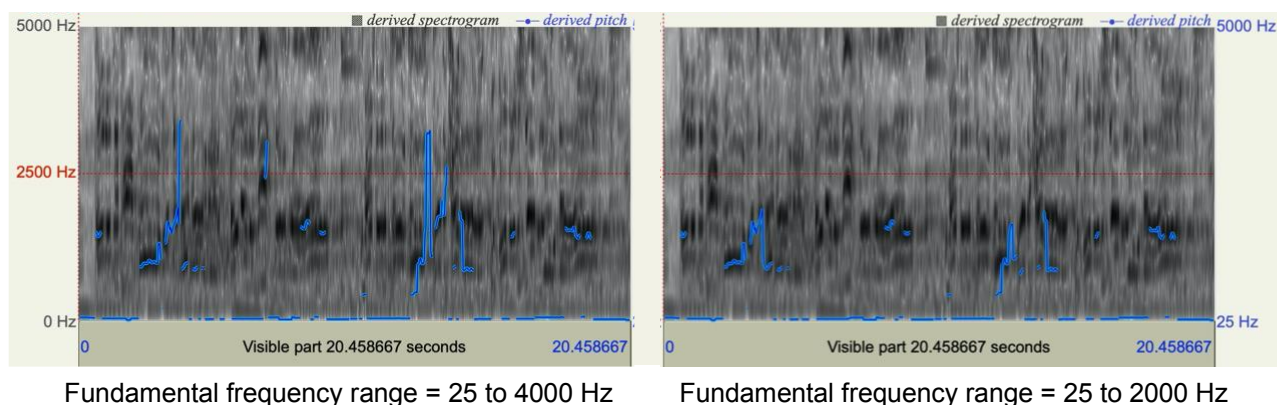 derived spectrogram derived pitch derived spectrogram derived pitch
5000 Hz 5000 Hz
2500 Hz 2500 Hz
0 Hz 25 Hz
0 Visible part 20.458667 seconds 20.458667 0 Visible part 20.458667 seconds 20.458667
Fundamental frequency range = 25 to 4000 Hz Fundamental frequency range = 25 to 2000 Hz